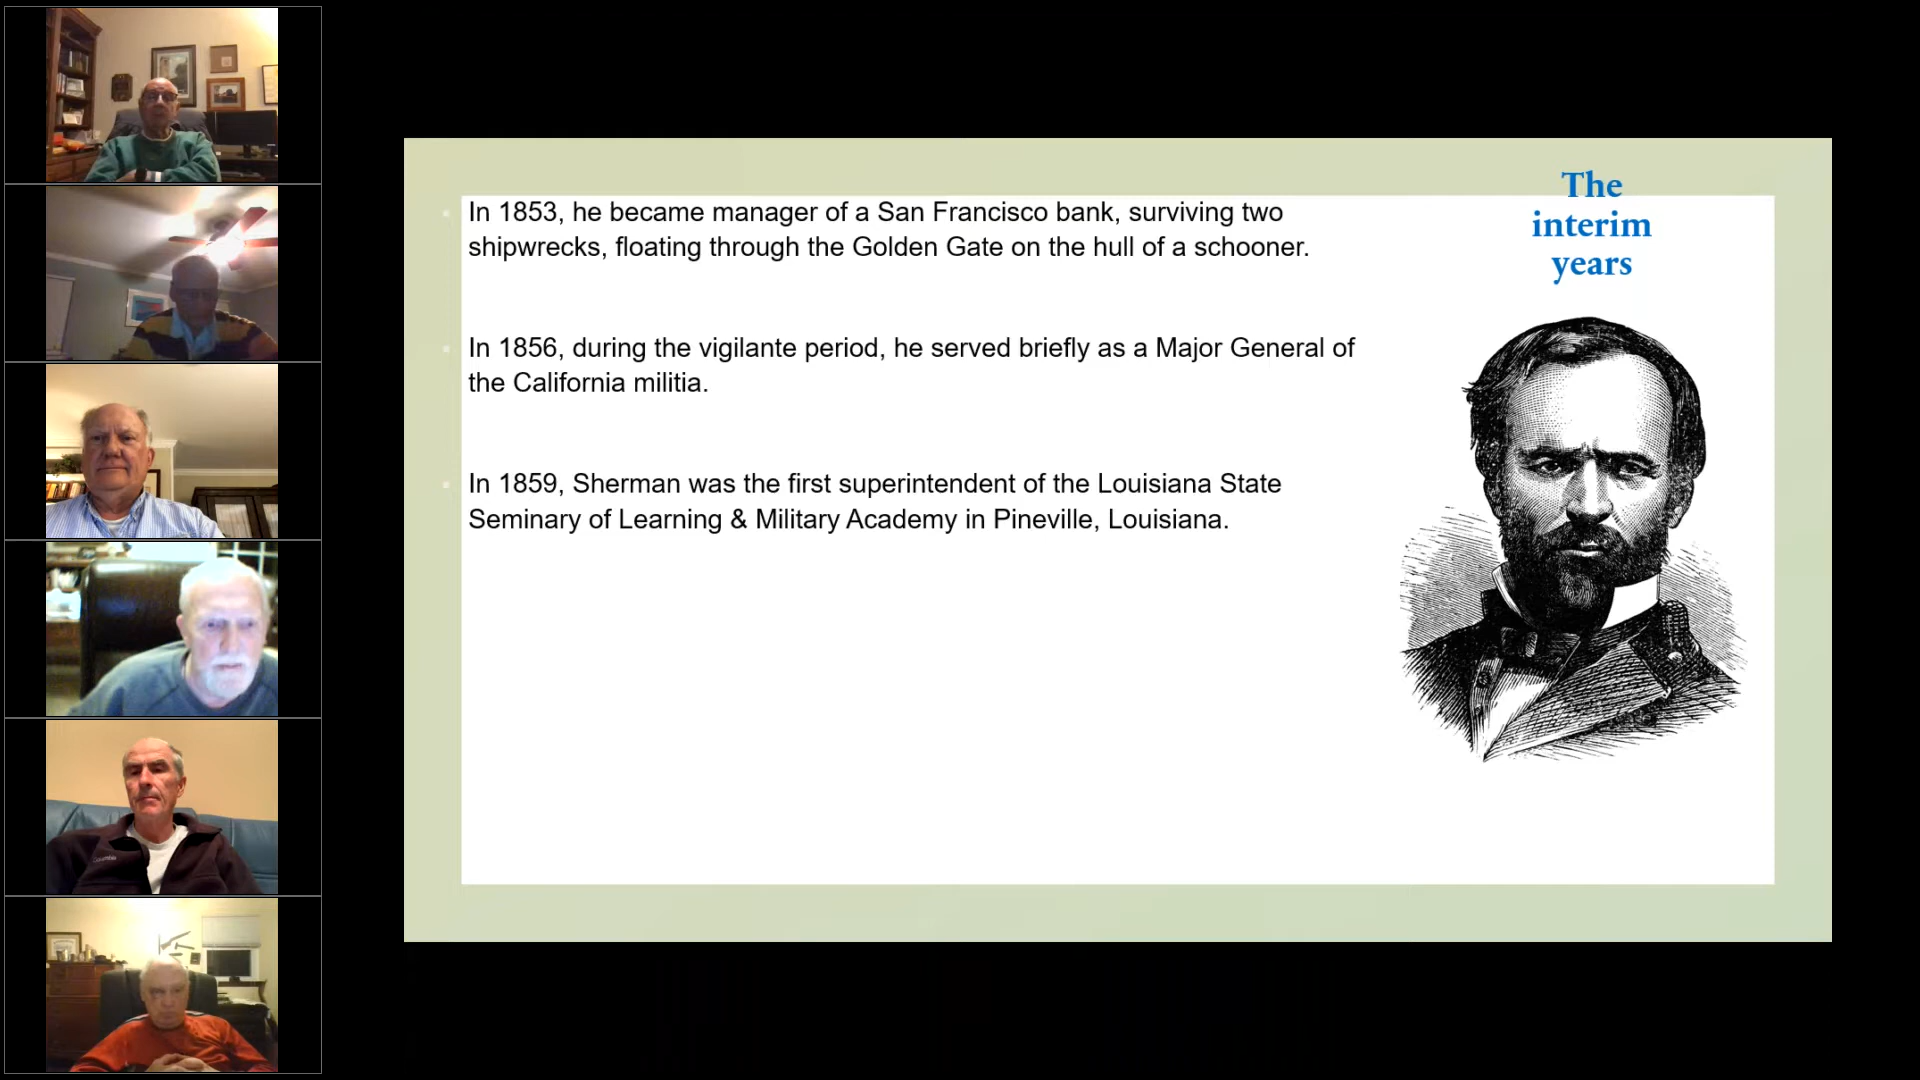 The
interim
years
In 1853, he became manager of a San Francisco bank, surviving two
shipwrecks, floating through the Golden Gate on the hull of a schooner.
In 1856, during the vigilante period, he served briefly as a Major General of
the California militia.
In 1859, Sherman was the first superintendent of the Louisiana State
Seminary of Learning & Military Academy in Pineville, Louisiana.
Columbia